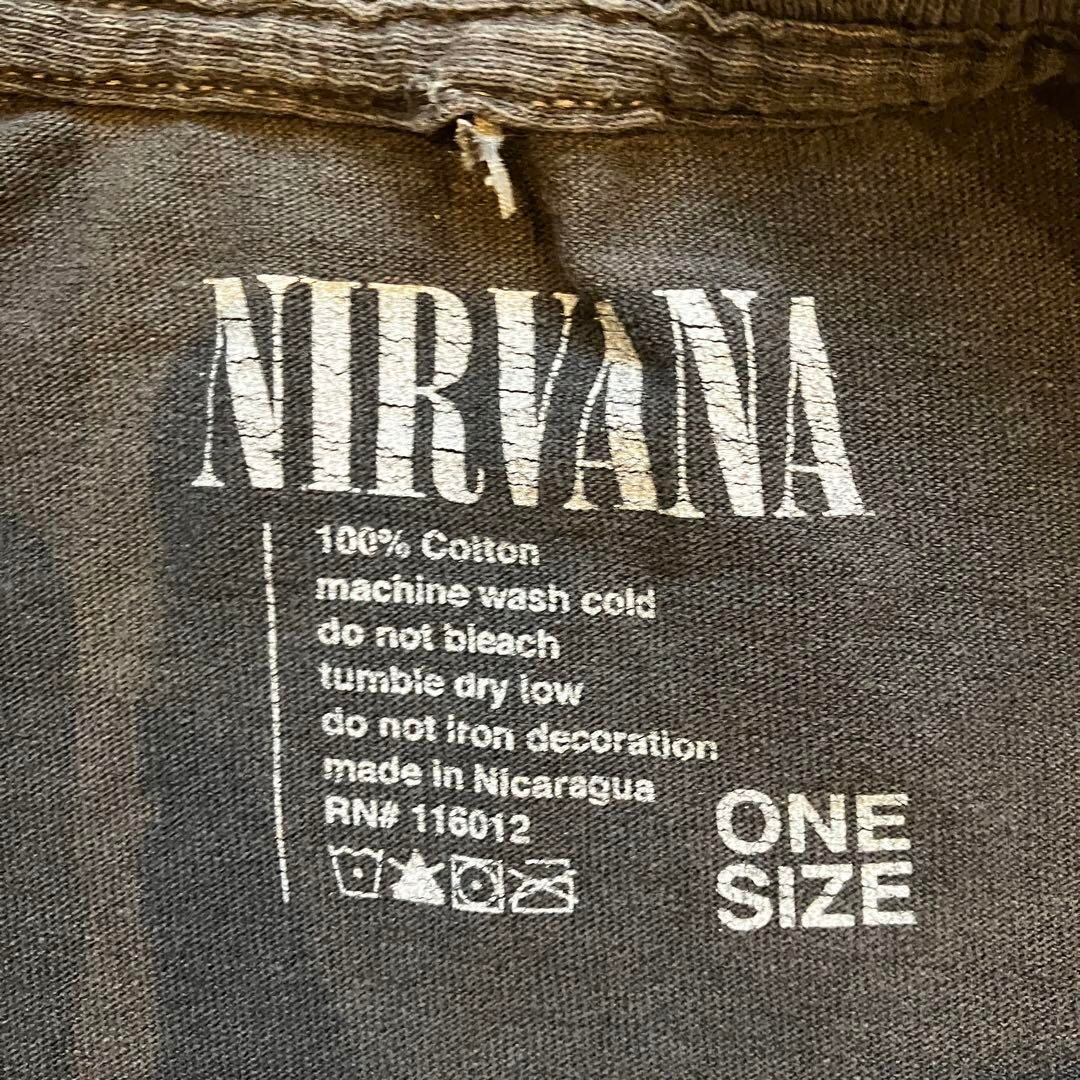 NIRVANA
100% Cotton
machine wash cold
do not bleach
tumble dry low
do not iron decoration
made in Nicaragua
RN# 116012
ONE
SIZE